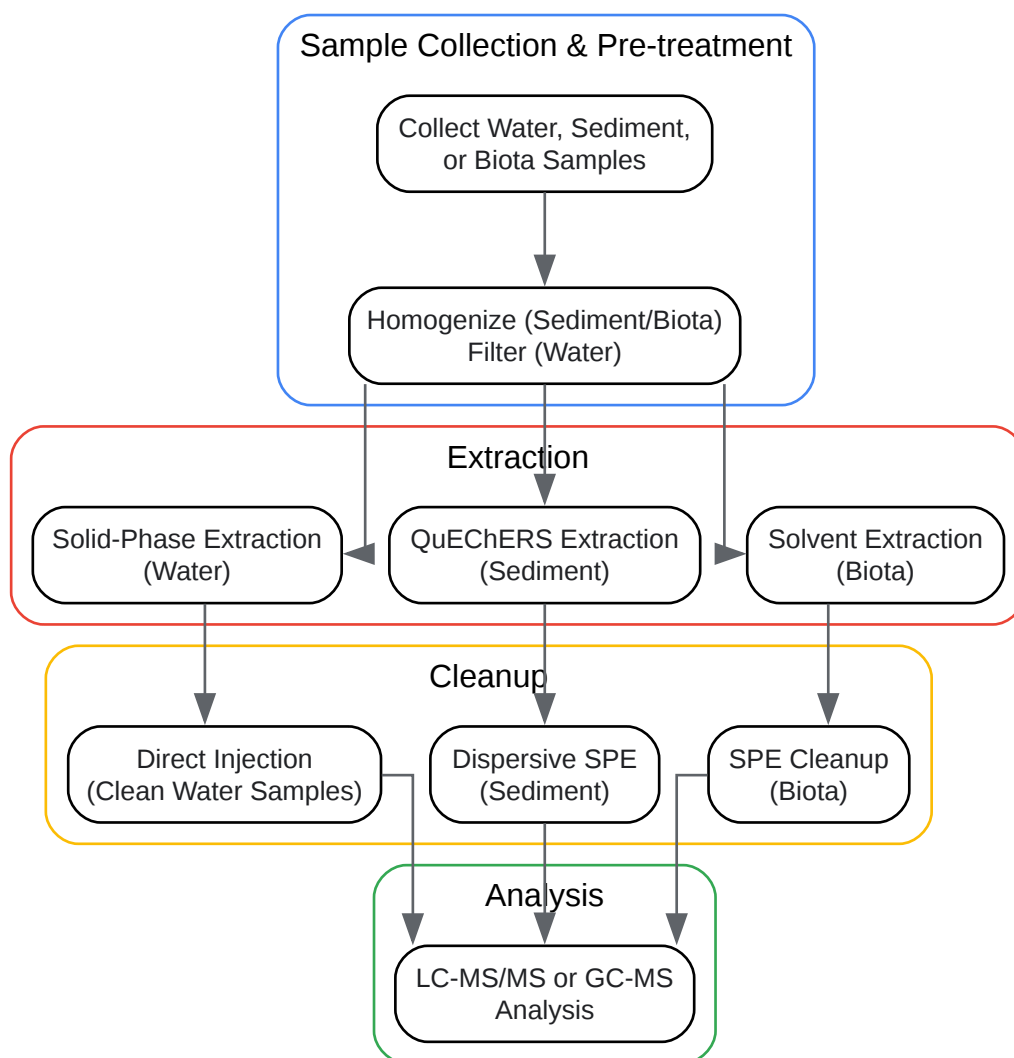 Sample Collection & Pre-treatment
Collect Water, Sediment,
or Biota Samples
Homogenize (Sediment/Biota)
Filter (Water)
Extraction
Solid-Phase Extraction
(Water)
QuEChERS Extraction
(Sediment)
Solvent Extraction
(Biota)
Cleanup
Direct Injection
(Clean Water Samples)
Dispersive SPE
(Sediment)
SPE Cleanup
(Biota)
Analysis
LC-MS/MS or GC-MS
Analysis